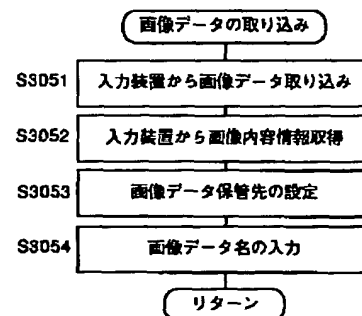 画像データの取り込み
S3051 入力装置から画像データ取り込み
S3052 入力装置から画像内容情報取得
S3053 画像データ保管先の設定
S3054 画像データ名の入力
リターン